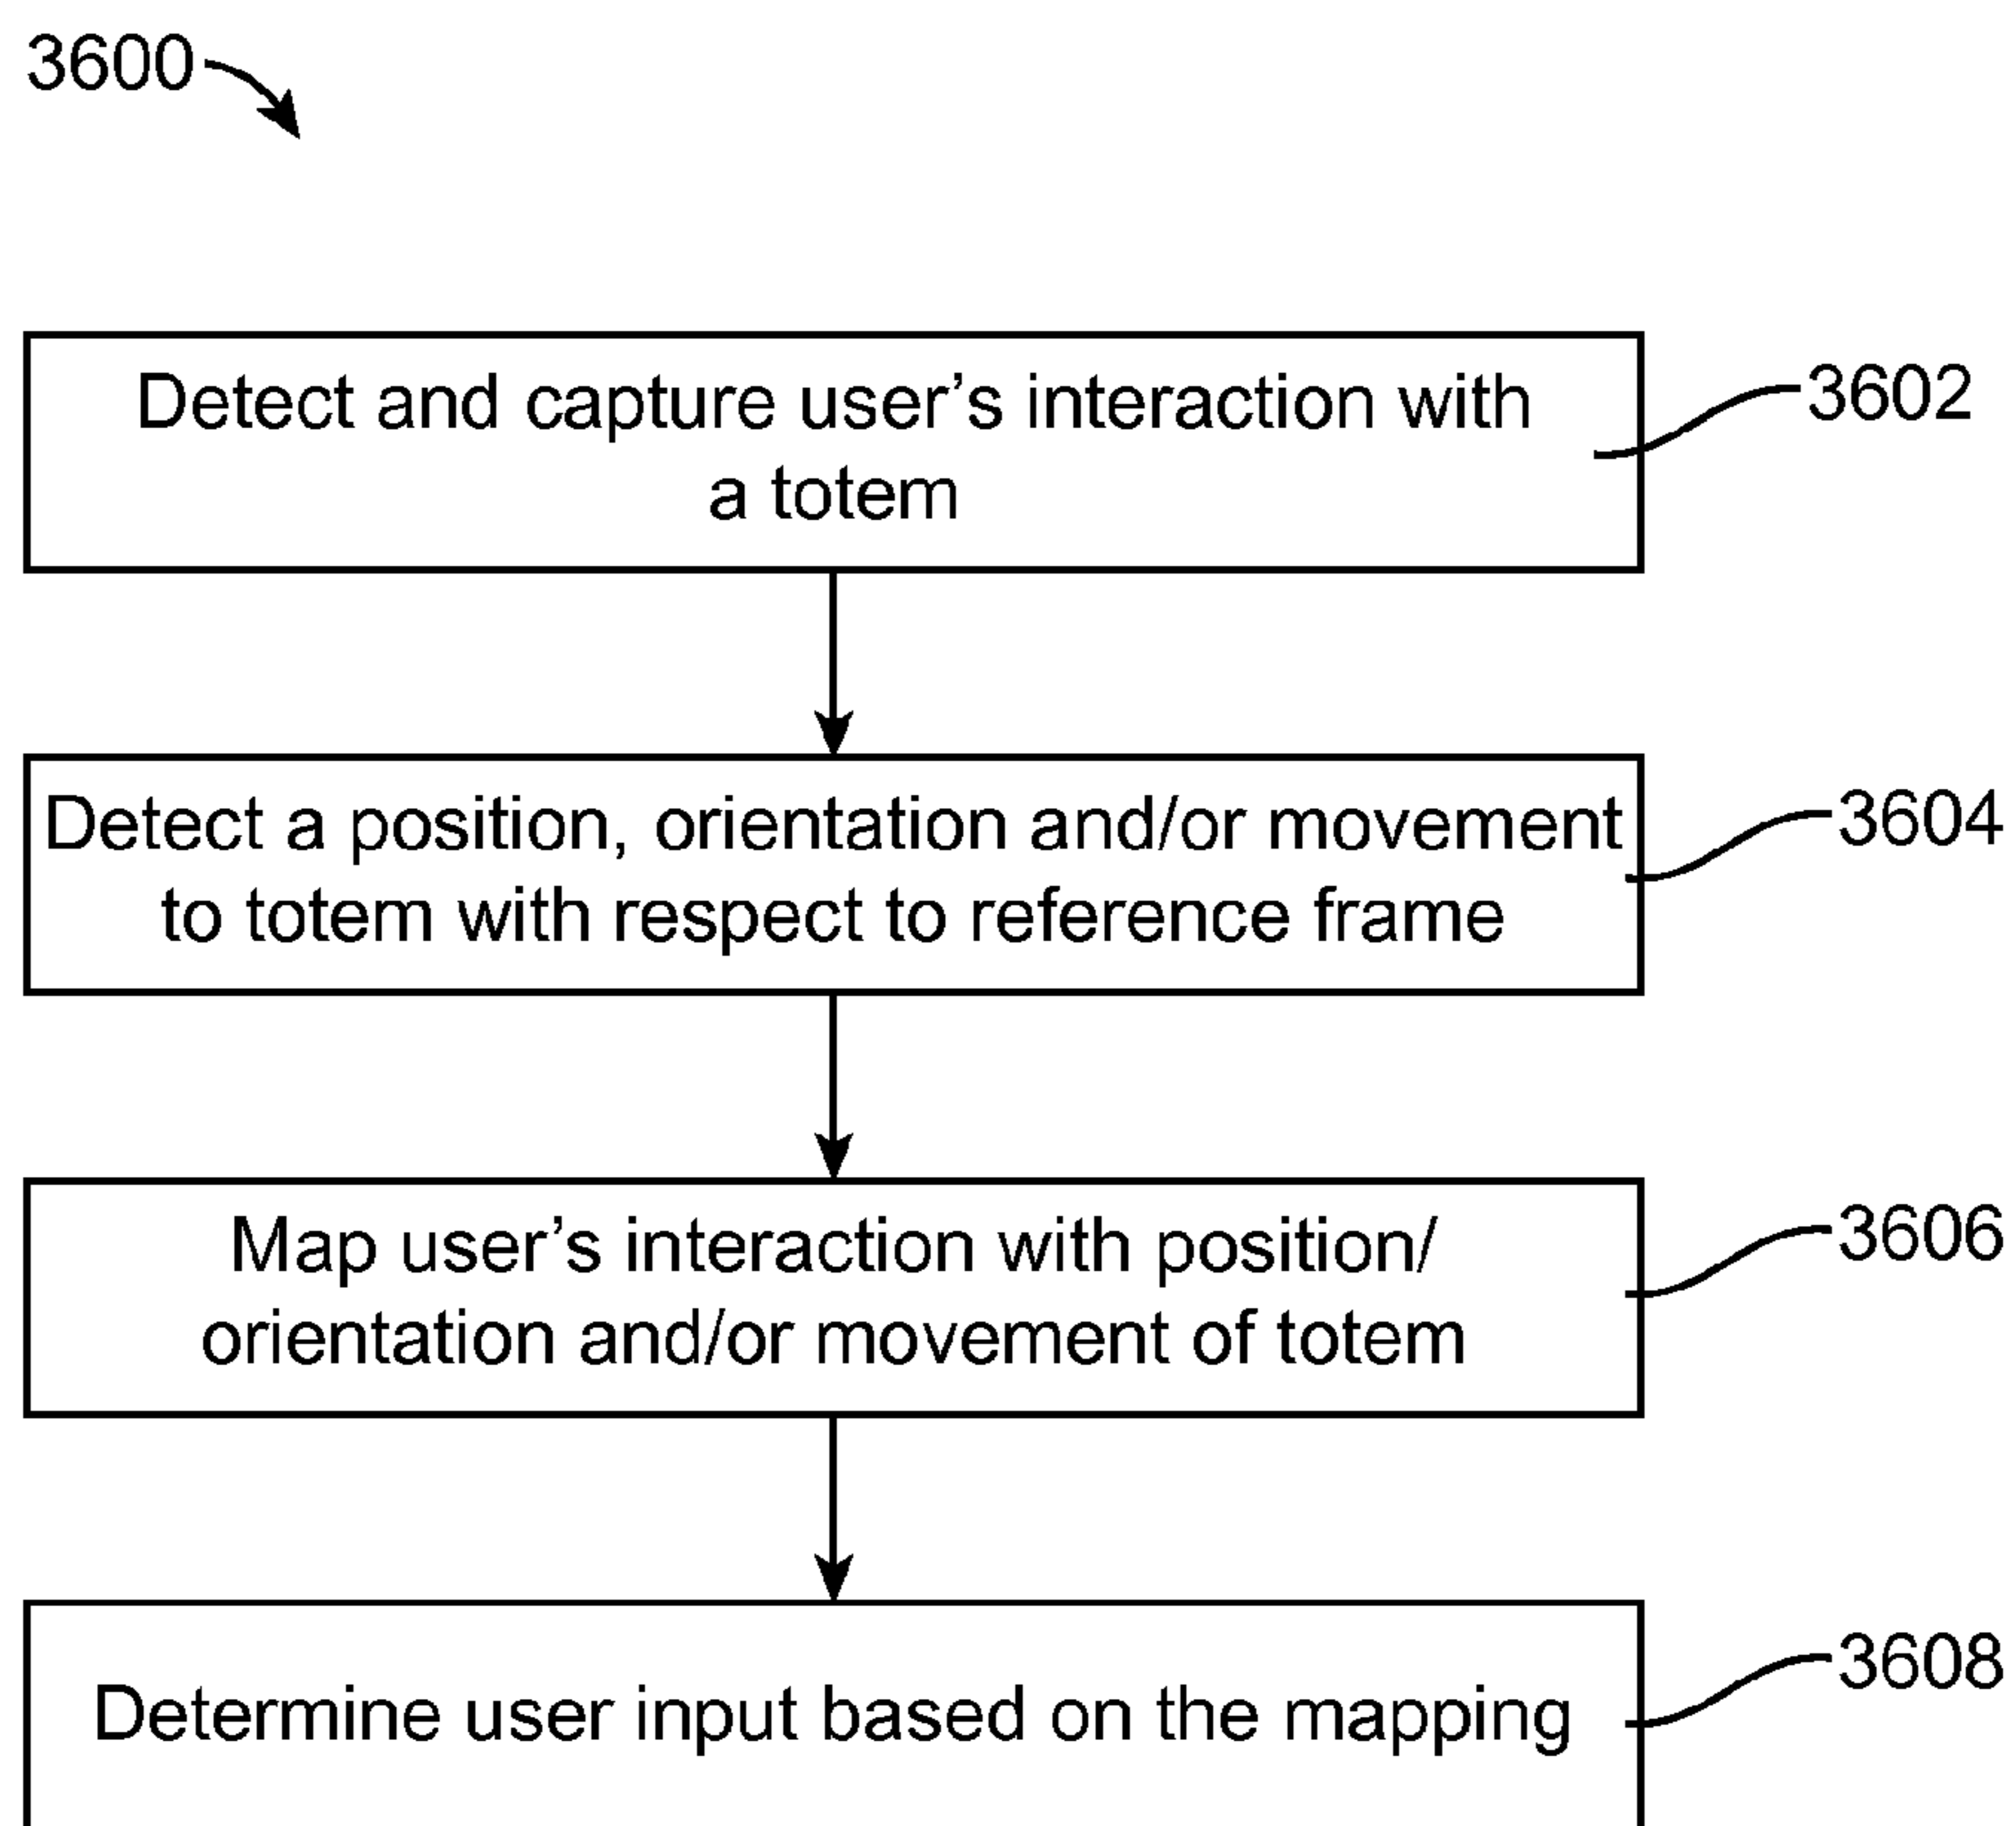 3600
Detect and capture user’s interaction with
a totem
3602
Detect a position, orientation and/or movement
to totem with respect to reference frame
3604
Map user’s interaction with position/
orientation and/or movement of totem
3606
Determine user input based on the mapping
3608